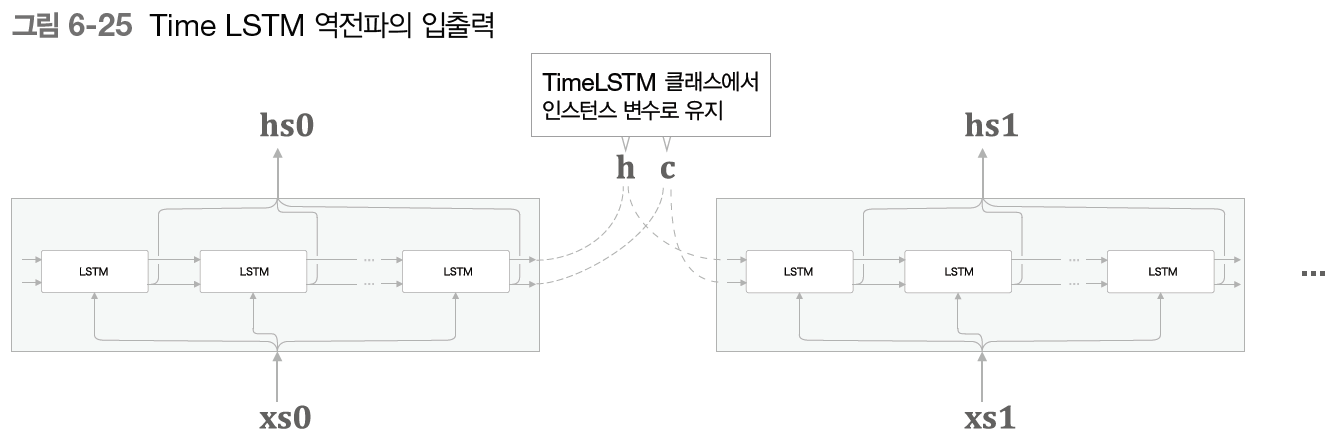 그림 6-25 Time LSTM 역전파의 입출력
TimeLSTM 클래스에서
인스턴스 변수로 유지
hs0
h c
hs1
LSTM LSTM ... LSTM
LSTM LSTM ... LSTM
...
xs0
xs1